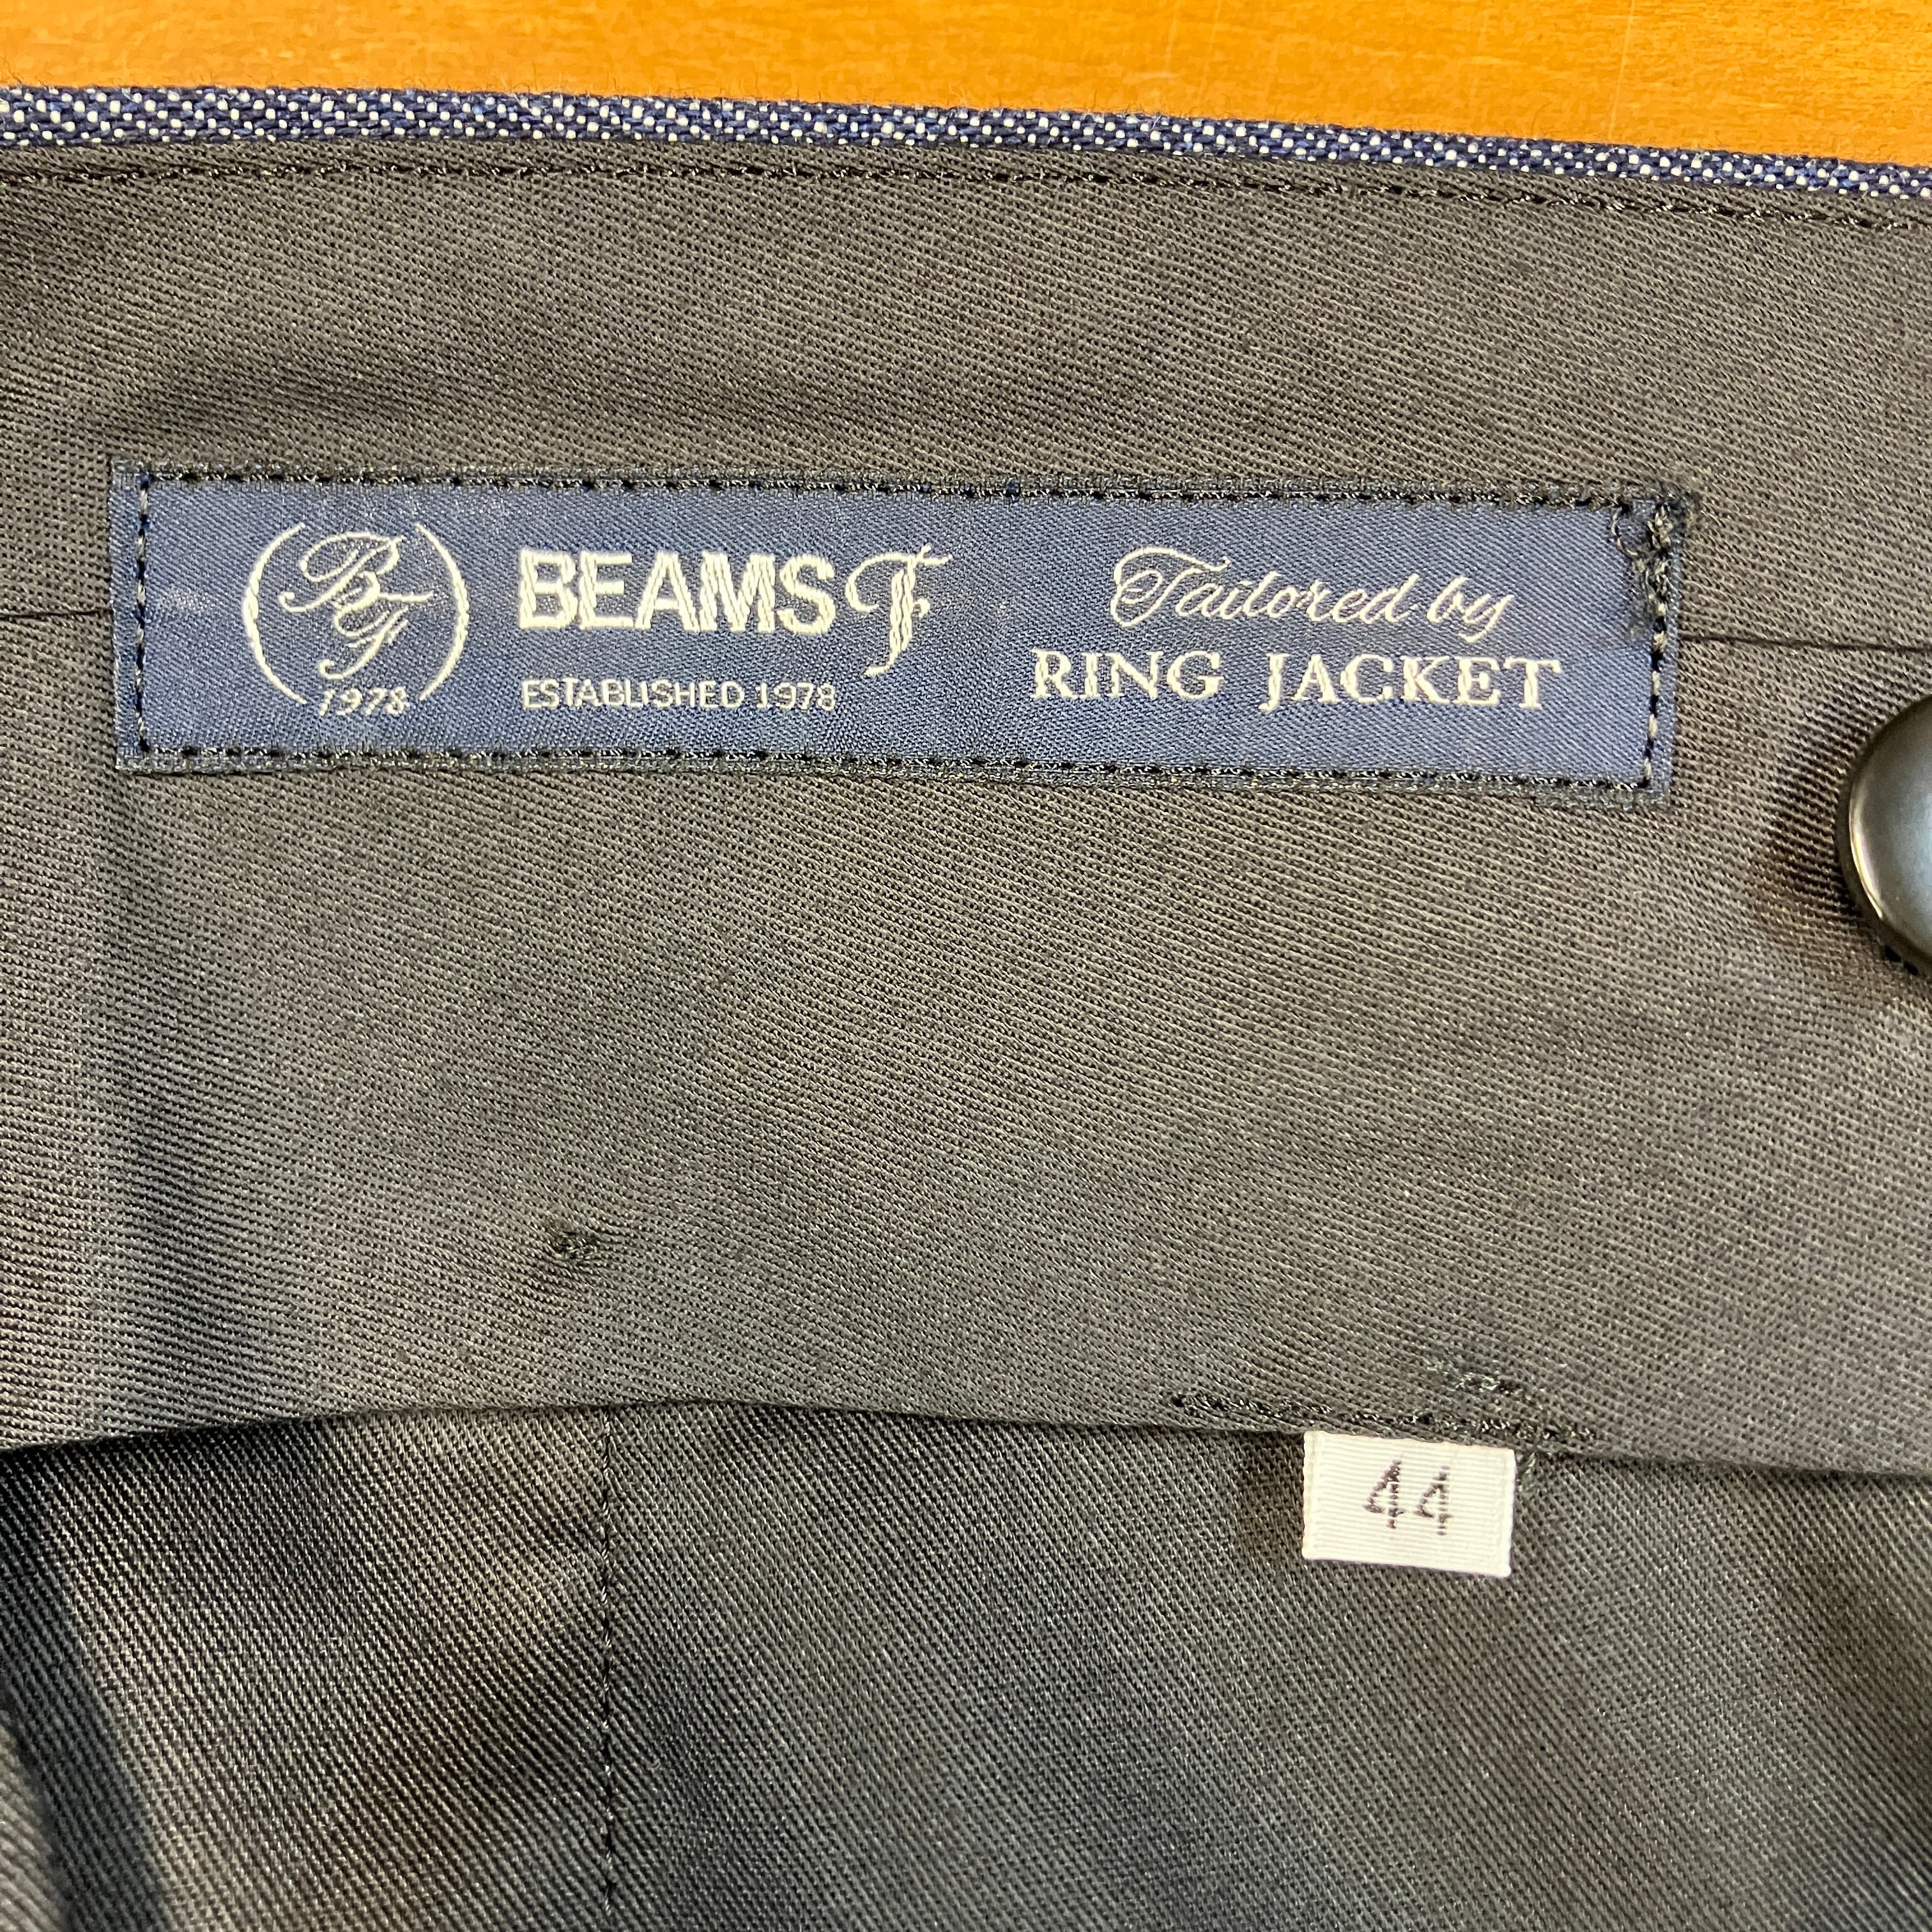 BF
1978
BEAMS F
ESTABLISHED 1978
Tailored by
RING JACKET
44